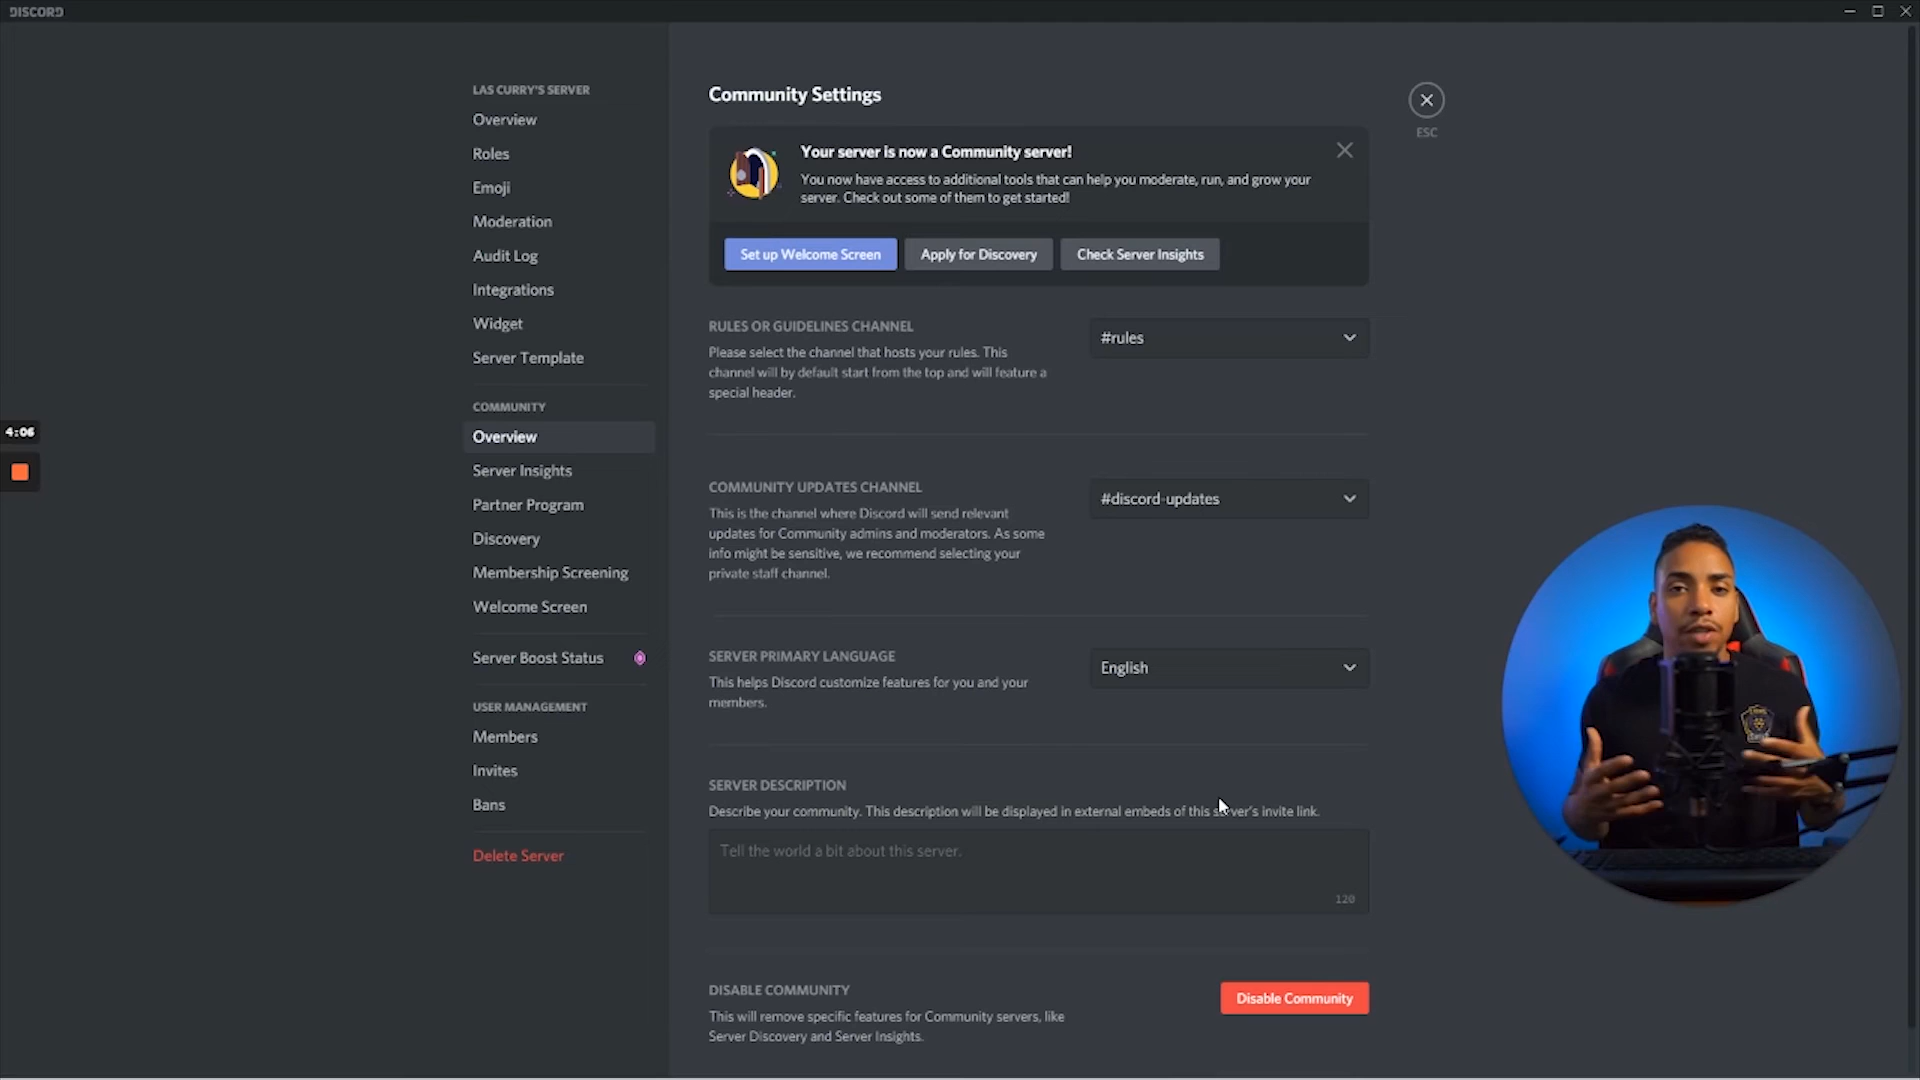 DISCORD
LAS CURRY'S SERVER
Overview
Roles
Emoji
Moderation
Audit Log
Integrations
Widget
Server Template
COMMUNITY
Overview
Server Insights
Partner Program
Discovery
Membership Screening
Welcome Screen
Server Boost Status
USER MANAGEMENT
Members
Invites
Bans
Delete Server
4:06
Community Settings
ESC
Your server is now a Community server!
You now have access to additional tools that can help you moderate, run, and grow your
server. Check out some of them to get started!
Set up Welcome Screen Apply for Discovery Check Server Insights
RULES OR GUIDELINES CHANNEL
Please select the channel that hosts your rules. This
channel will by default start from the top and will feature a
special header.
#rules
COMMUNITY UPDATES CHANNEL
This is the channel where Discord will send relevant
updates for Community admins and moderators. As some
info might be sensitive, we recommend selecting your
private staff channel.
#discord-updates
SERVER PRIMARY LANGUAGE
This helps Discord customize features for you and your
members.
English
SERVER DESCRIPTION
Describe your community. This description will be displayed in external embeds of this server's invite link.
Tell the world a bit about this server.
120
DISABLE COMMUNITY
This will remove specific features for Community servers, like
Server Discovery and Server Insights.
Disable Community